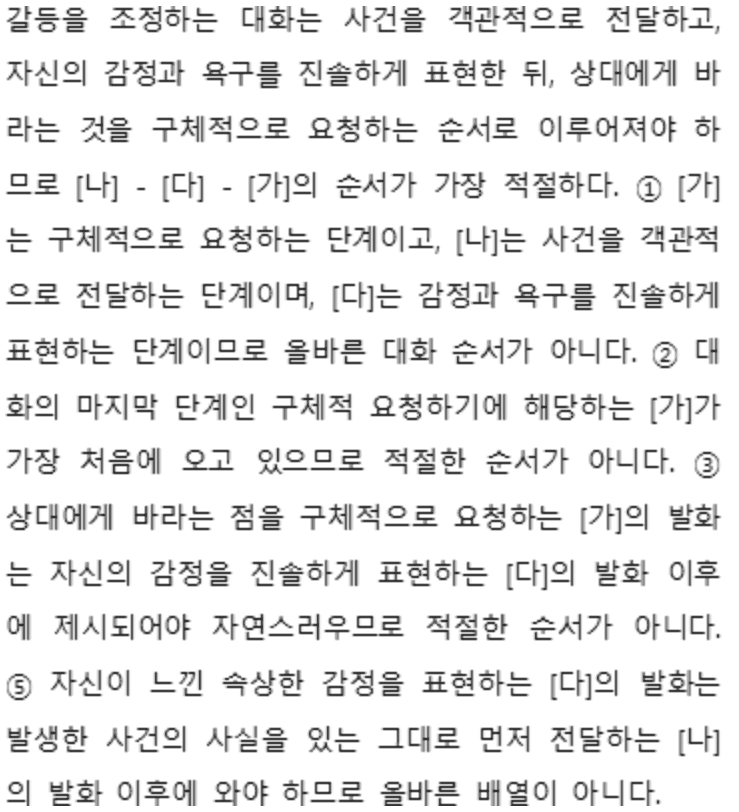 갈등을 조정하는 대화는 사건을 객관적으로 전달하고,
자신의 감정과 욕구를 진솔하게 표현한 뒤, 상대에게 바
라는 것을 구체적으로 요청하는 순서로 이루어져야 하
므로 [나] - [다] - [가]의 순서가 가장 적절하다. ① [가]
는 구체적으로 요청하는 단계이고, [나]는 사건을 객관적
으로 전달하는 단계이며, [다]는 감정과 욕구를 진솔하게
표현하는 단계이므로 올바른 대화 순서가 아니다. ② 대
화의 마지막 단계인 구체적 요청하기에 해당하는 [가]가
가장 처음에 오고 있으므로 적절한 순서가 아니다. ③
상대에게 바라는 점을 구체적으로 요청하는 [가]의 발화
는 자신의 감정을 진솔하게 표현하는 [다]의 발화 이후
에 제시되어야 자연스러우므로 적절한 순서가 아니다.
⑤ 자신이 느낀 속상한 감정을 표현하는 [다]의 발화는
발생한 사건의 사실을 있는 그대로 먼저 전달하는 [나]
의 발화 이후에 와야 하므로 올바른 배열이 아니다.